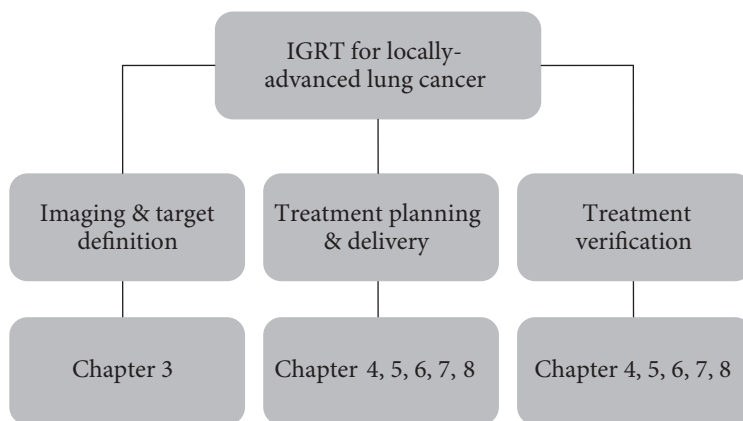 IGRT for locally-
advanced lung cancer
Imaging & target
definition
Treatment planning
& delivery
Treatment
verification
Chapter 3
Chapter 4, 5, 6, 7, 8
Chapter 4, 5, 6, 7, 8